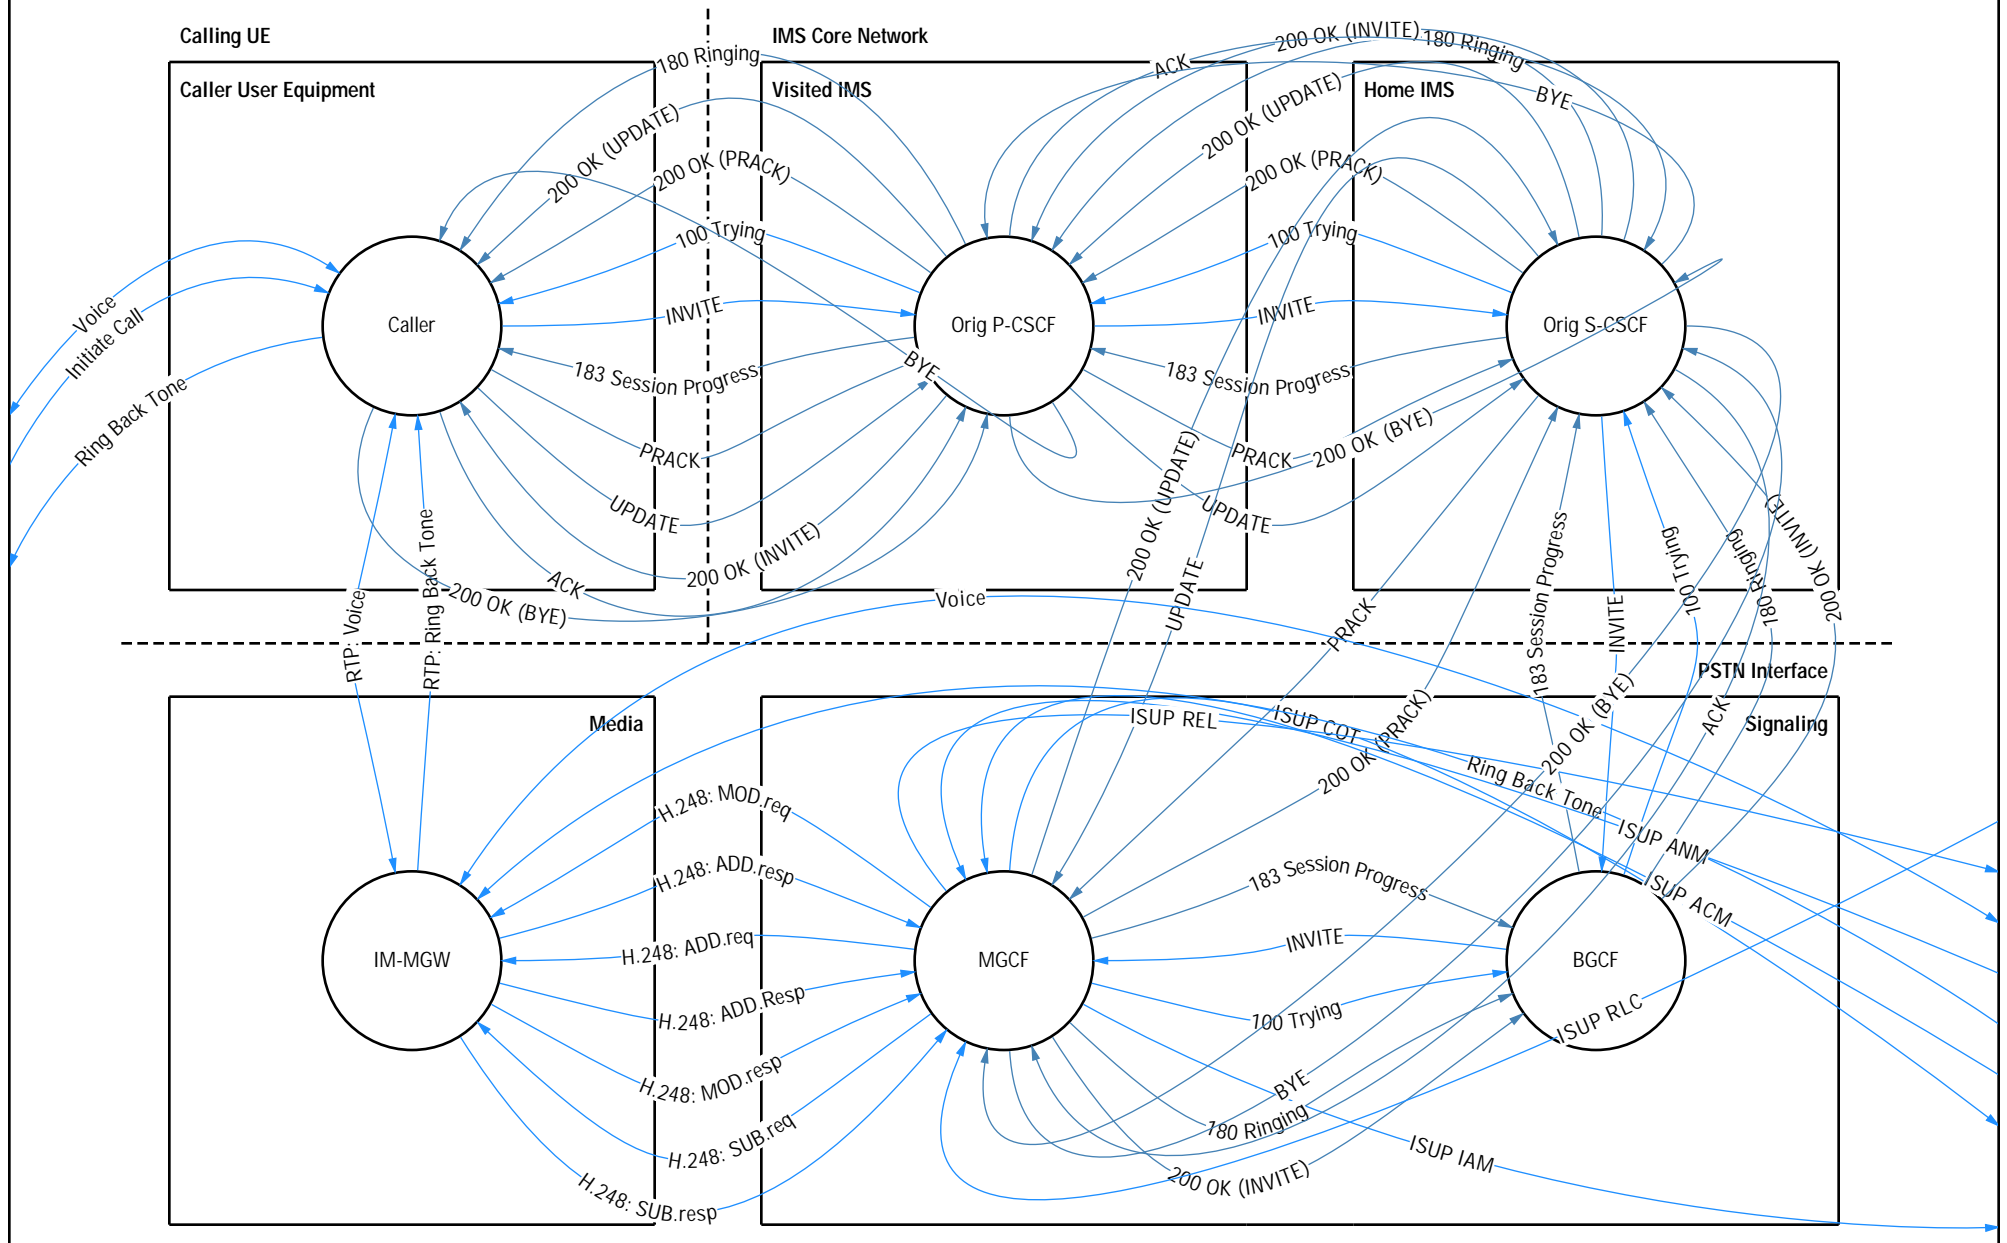 Calling UE
IMS Core Network
Caller User Equipment
Visited IMS
Home IMS
180 Ringing
200 OK (UPDATE)
200 OK (PRACK)
100 Trying
INVITE
183 Session Progress
PRACK
UPDATE
200 OK (INVITE)
ACK
200 OK (BYE)
BYE
ACK
200 OK (INVITE)
180 Ringing
BYE
200 OK (UPDATE)
200 OK (PRACK)
100 Trying
INVITE
183 Session Progress
PRACK
200 OK (BYE)
UPDATE
Voice
Initiate Call
Ring Back Tone
Caller
Orig P-CSCF
Orig S-CSCF
RTP: Voice
RTP: Ring Back Tone
Voice
200 OK (UPDATE)
UPDATE
PRACK
200 OK (PRACK)
183 Session Progress
INVITE
100 Trying
180 Ringing
200 OK (INVITE)
200 OK (BYE)
ACK
PSTN Interface
Media
Signaling
ISUP REL
ISUP COT
Ring Back Tone
ISUP ANM
ISUP ACM
H.248: MOD.req
H.248: ADD.resp
H.248: ADD.req
H.248: ADD.Resp
H.248: MOD.resp
H.248: SUB.req
H.248: SUB.resp
183 Session Progress
INVITE
100 Trying
IM-MGW
MGCF
BGCF
ISUP RLC
BYE
180 Ringing
200 OK (INVITE)
ISUP IAM